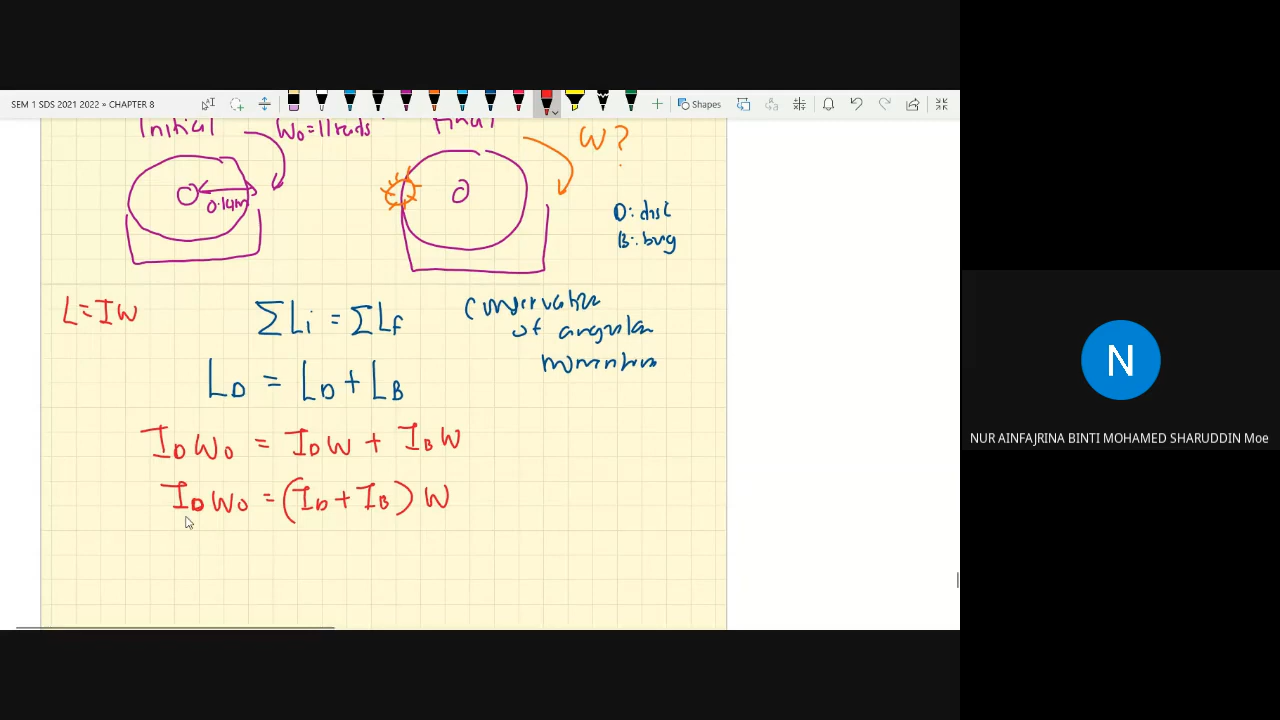 SEM 1 SDS 2021 2022 » CHAPTER 8
Shapes
Initial
W0 = 11 rads
Final
W?
0.14m
D: disc
B: bug
L = IW
ΣLi = ΣLf
Conservation of angular momentum
LD = LD + LB
IDW0 = IDW + IBW
IDW0 = (ID + IB) W
N
NUR AINFAJRINA BINTI MOHAMED SHARUDDIN Moe